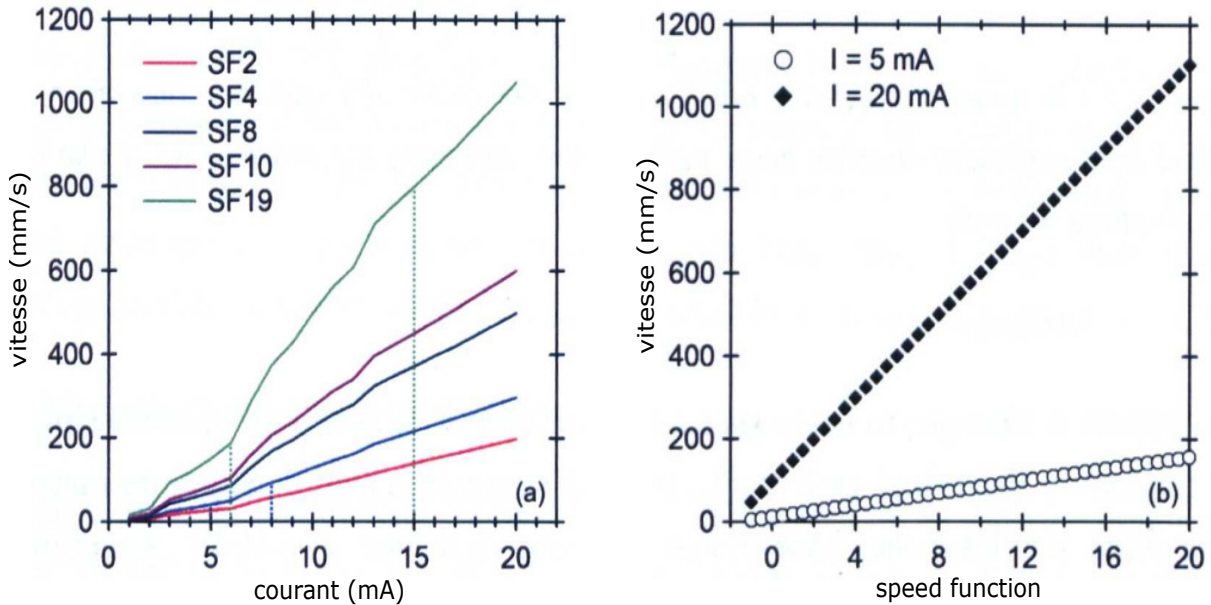 1200
1000
800
600
400
200
0
vitesse (mm/s)
SF2
SF4
SF8
SF10
SF19
(a)
0 5 10 15 20
courant (mA)
1200
1000
800
600
400
200
0
vitesse (mm/s)
I = 5 mA
I = 20 mA
(b)
0 4 8 12 16 20
speed function